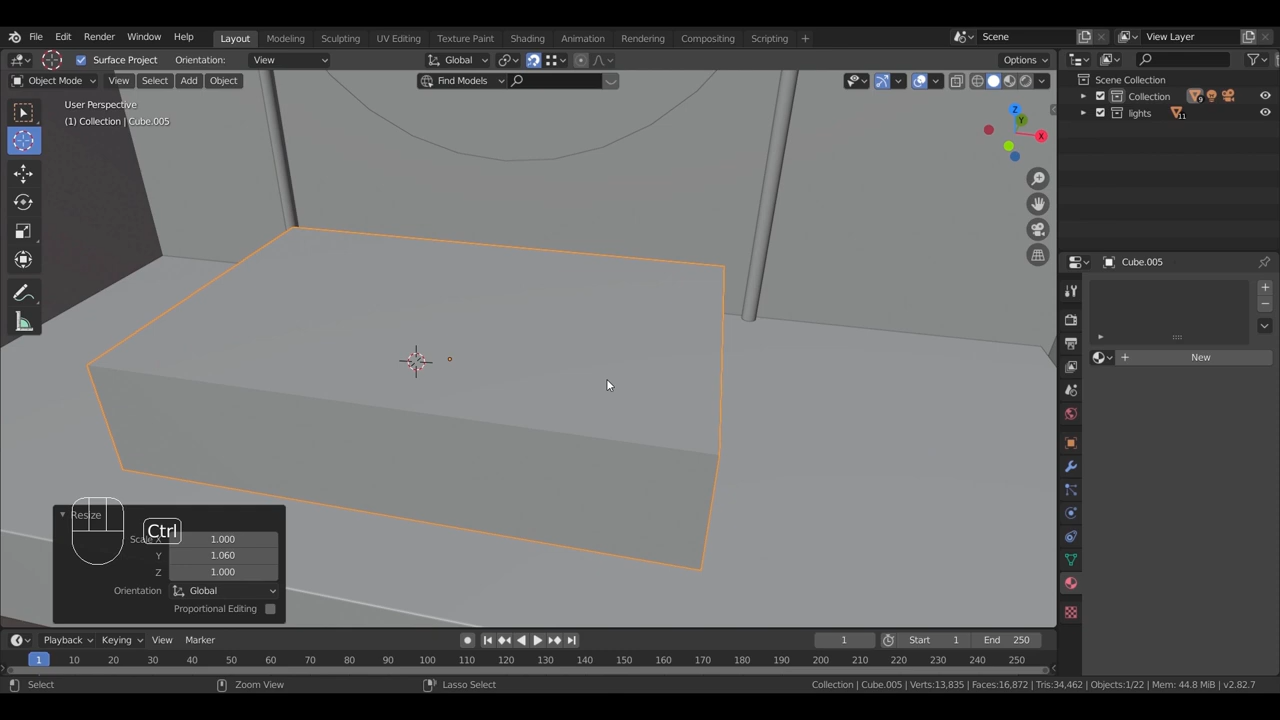 File Edit Render Window Help Layout Modeling Sculpting UV Editing Texture Paint Shading Animation Rendering Compositing Scripting + Scene View Layer
Surface Project Orientation: View Global Options
Object Mode View Select Add Object Find Models
User Perspective
(1) Collection | Cube.005
Z
Y
X
Scene Collection
Collection 9
lights 11
Cube.005
+
New
Resize
Ctrl
Scale X 1.000
Y 1.060
Z 1.000
Orientation Global
Proportional Editing
Playback Keying View Marker 1 Start 1 End 250
1 10 20 30 40 50 60 70 80 90 100 110 120 130 140 150 160 170 180 190 200 210 220 230 240 250
Select Zoom View Lasso Select Collection | Cube.005 | Verts:13,835 | Faces:16,872 | Tris:34,462 | Objects:1/22 | Mem: 44.8 MiB | v2.82.7